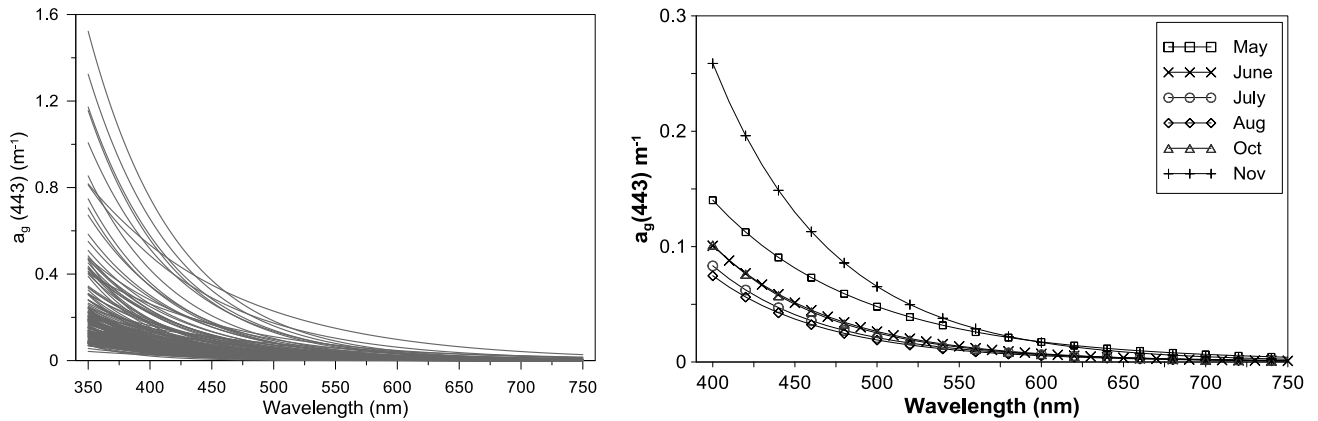 1.6
1.2
0.8
0.4
0
a_g (443) (m⁻¹)
350 400 450 500 550 600 650 700 750
Wavelength (nm)
0.3
0.2
0.1
0
a_g(443) m⁻¹
400 450 500 550 600 650 700 750
Wavelength (nm)
May
June
July
Aug
Oct
Nov